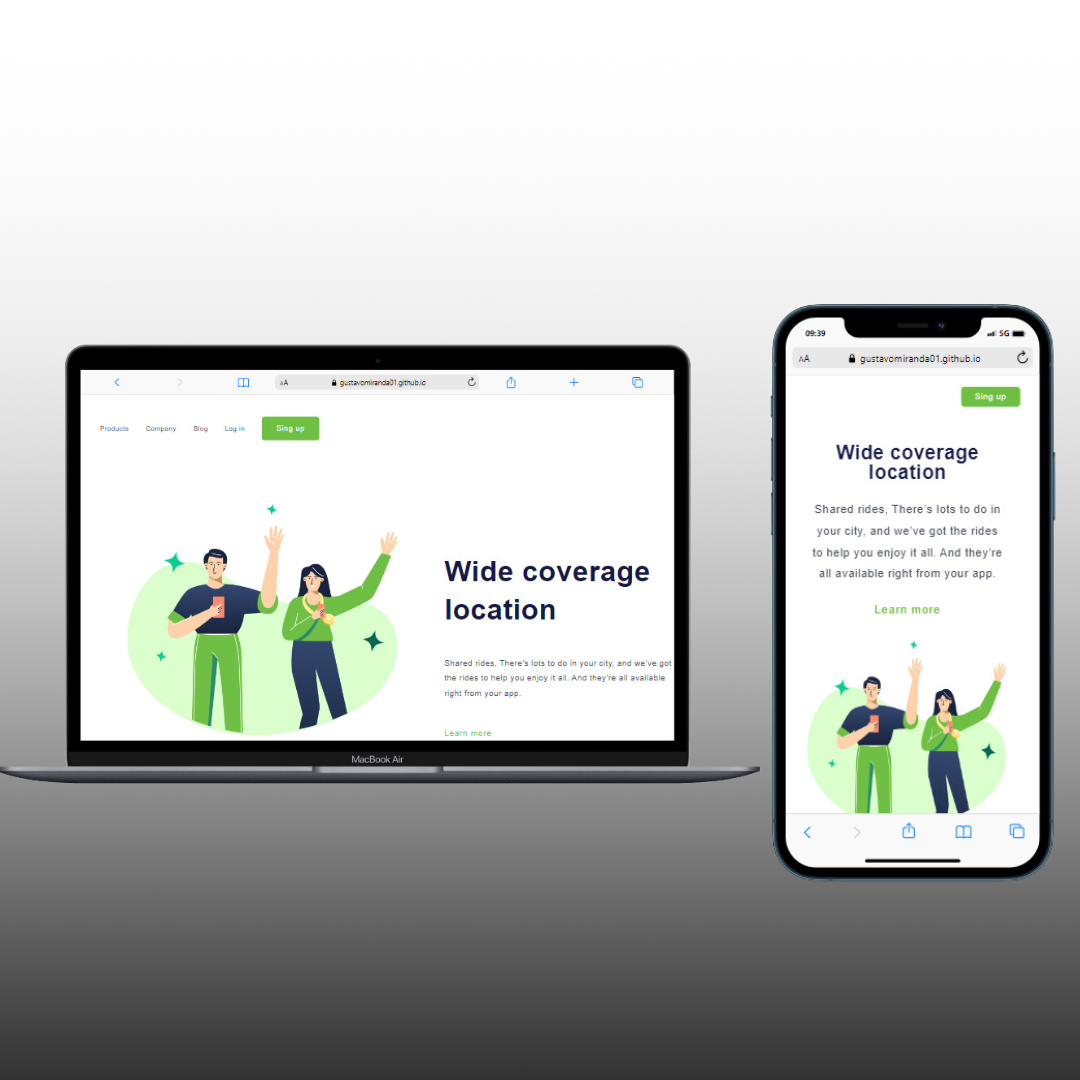 AA gustavomiranda01.github.io
Products Company Blog Log in Sing up
Wide coverage
location
Shared rides, There's lots to do in your city, and we've got
the rides to help you enjoy it all. And they're all available
right from your app.
Learn more
MacBook Air
09:39 5G
AA gustavomiranda01.github.io
Sing up
Wide coverage
location
Shared rides, There's lots to do in
your city, and we've got the rides
to help you enjoy it all. And they're
all available right from your app.
Learn more